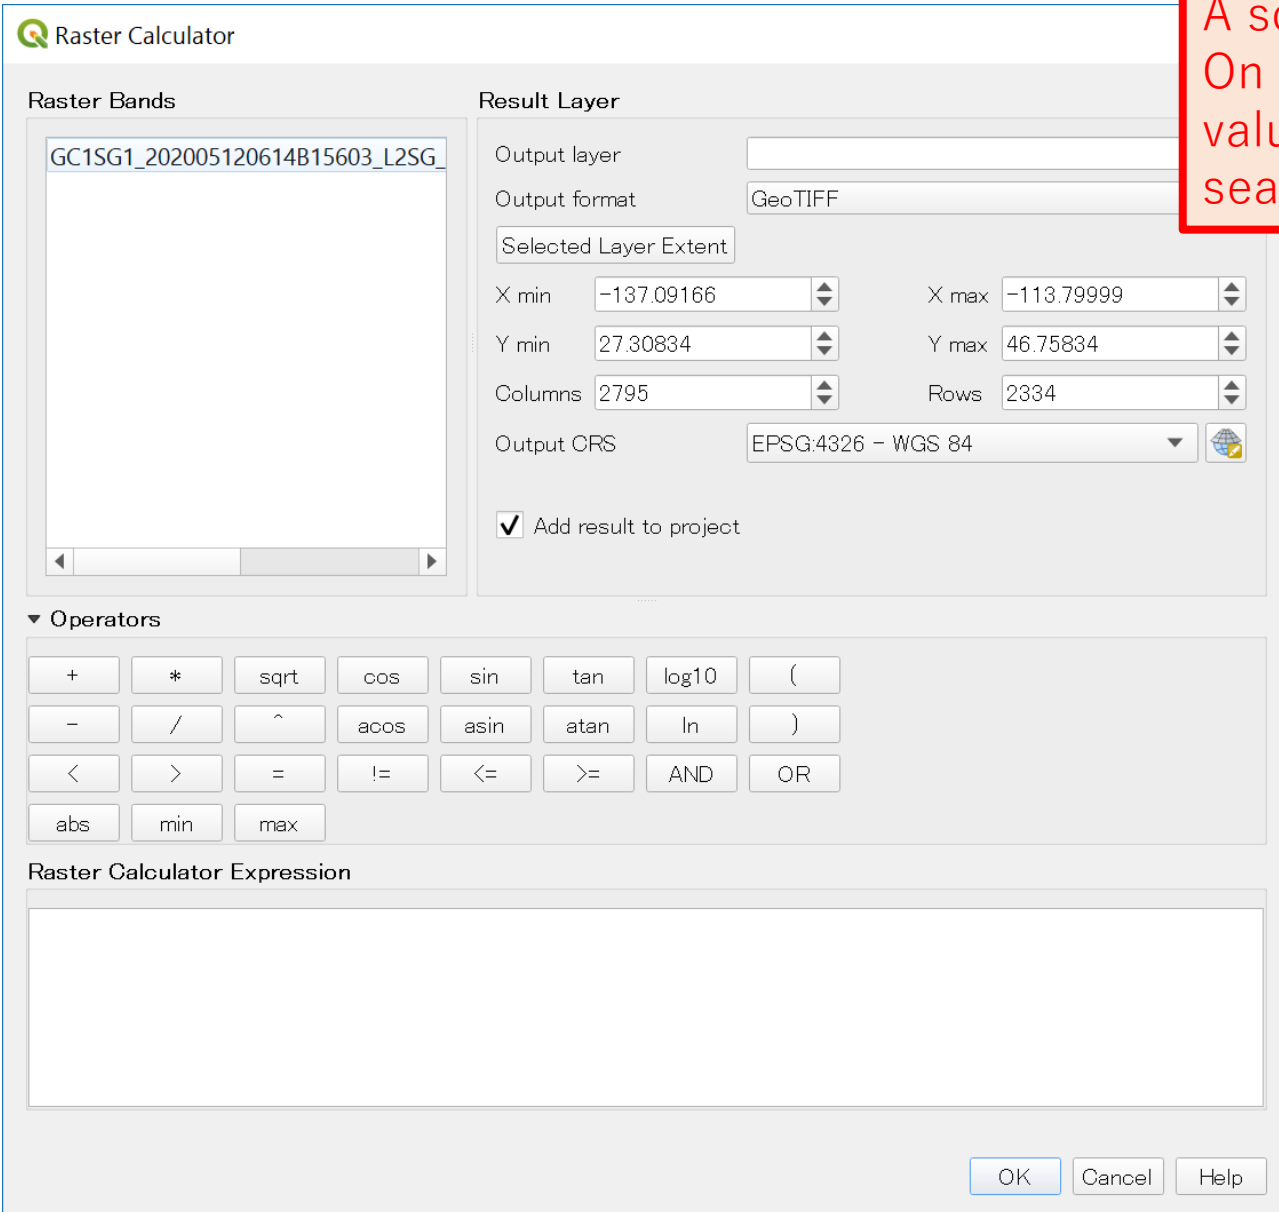 Raster Calculator
A
On
Raster Bands
Result Layer
GC1SG1_202005120614B15603_L2SG_
Output layer
Output format GeoTIFF
Selected Layer Extent
X min -137.09166 X max -113.79999
Y min 27.30834 Y max 46.75834
Columns 2795 Rows 2334
Output CRS EPSG:4326 - WGS 84
Add result to project
Operators
+ * sqrt cos sin tan log10 (
- / ^ acos asin atan ln )
< > = != <= >= AND OR
abs min max
Raster Calculator Expression
OK Cancel Help